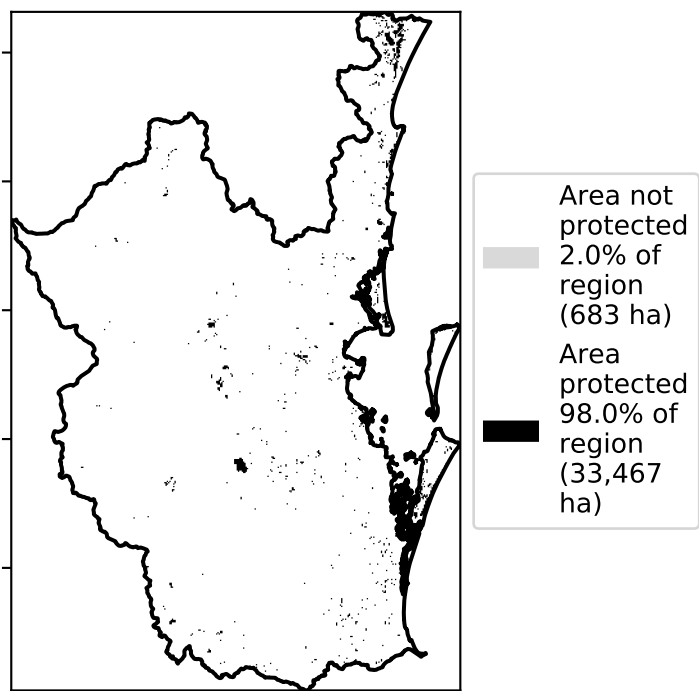 Area not
protected
2.0% of
region
(683 ha)
Area
protected
98.0% of
region
(33,467
ha)